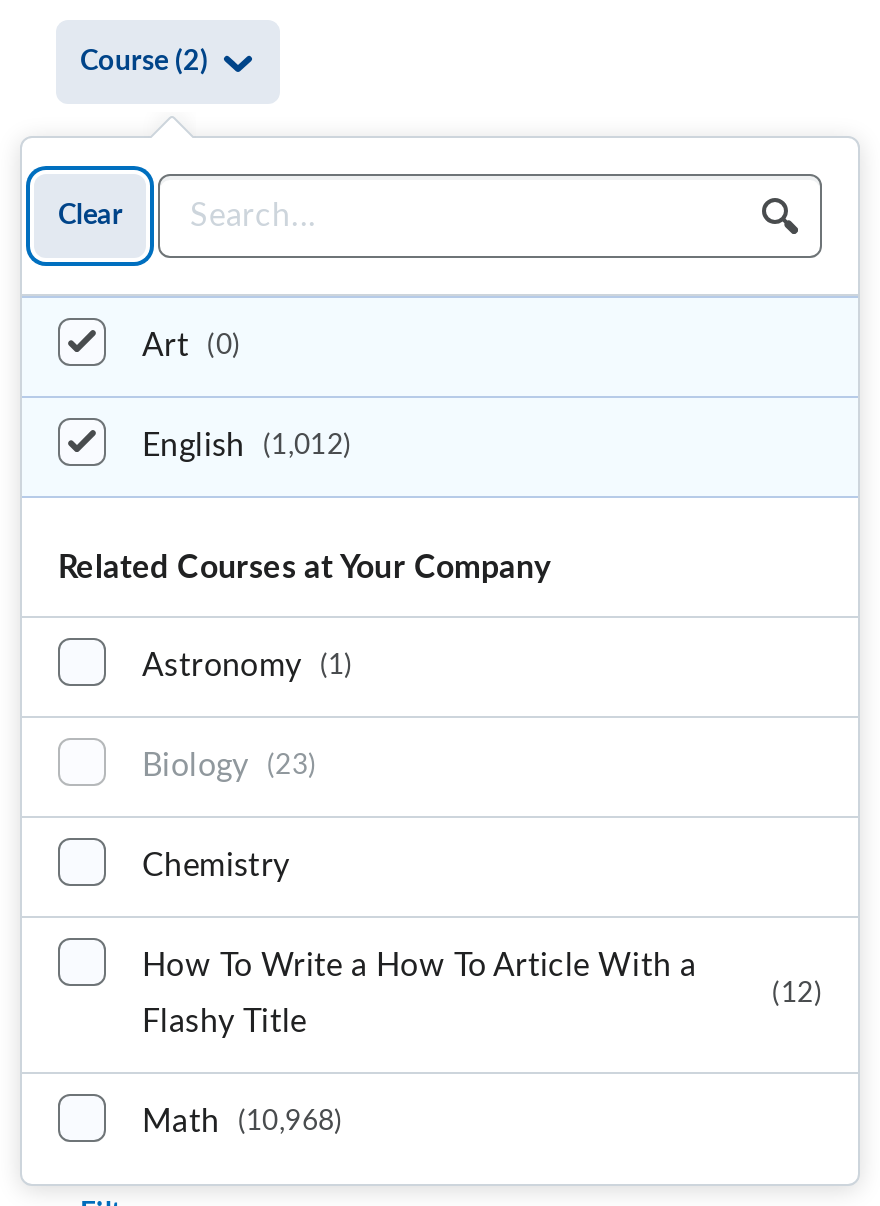 Course (2)
Clear
Search...
Art (0)
English (1,012)
Related Courses at Your Company
Astronomy (1)
Biology (23)
Chemistry
How To Write a How To Article With a
Flashy Title
(12)
Math (10,968)